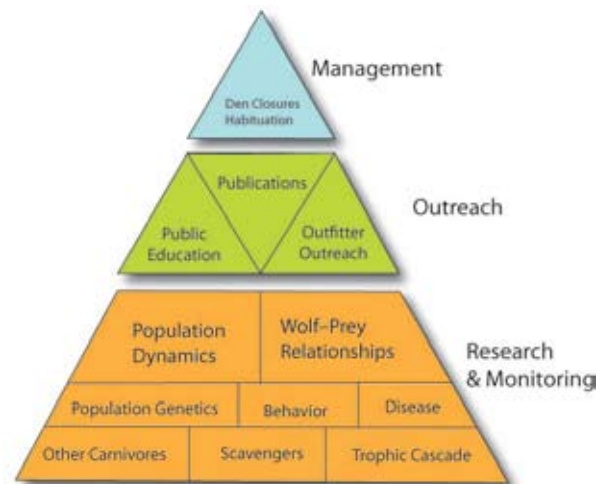 Management
Den Closures
Habituation
Outreach
Publications
Public
Education
Outfitter
Outreach
Research
& Monitoring
Population
Dynamics
Wolf–Prey
Relationships
Population Genetics
Behavior
Disease
Other Carnivores
Scavengers
Trophic Cascade